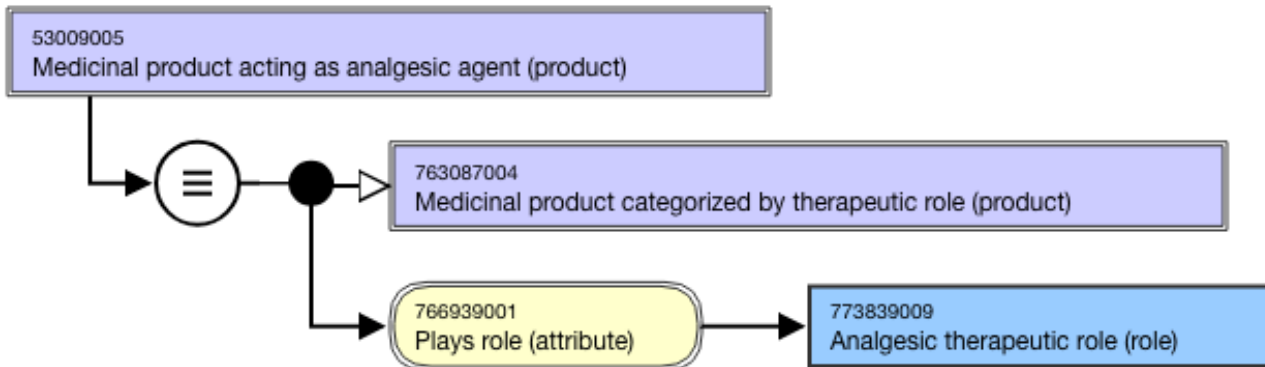 53009005
Medicinal product acting as analgesic agent (product)
763087004
Medicinal product categorized by therapeutic role (product)
766939001
Plays role (attribute)
773839009
Analgesic therapeutic role (role)